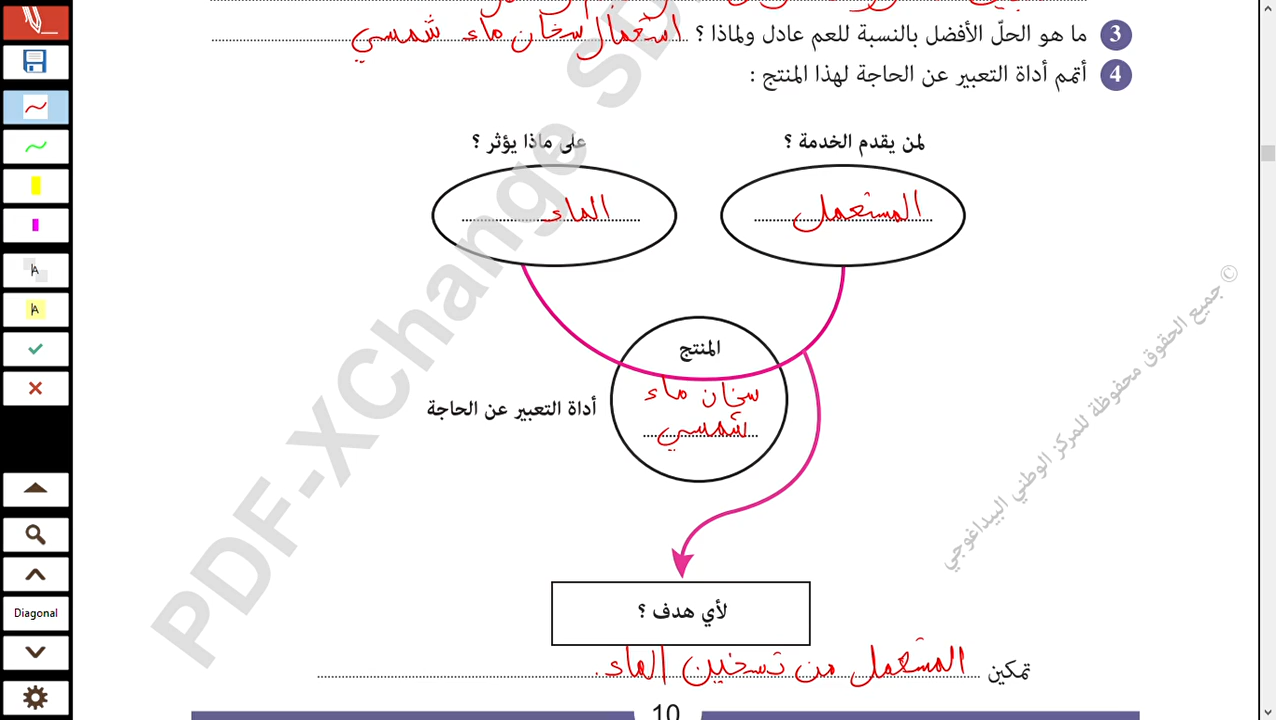 3 ما هو الحلّ الأفضل بالنسبة للعم عادل ولماذا ؟ استعمال سخان ماء شمسي
4 أتمم أداة التعبير عن الحاجة لهذا المنتج :
لمن يقدم الخدمة ؟
على ماذا يؤثر ؟
المستعمل
الماء
المنتج
سخان ماء
شمسي
أداة التعبير عن الحاجة
لأي هدف ؟
تمكين المستعمل من تسخين الماء.
10
© جميع الحقوق محفوظة للمركز الوطني البيداغوجي
PDF-XChange SD
Diagonal